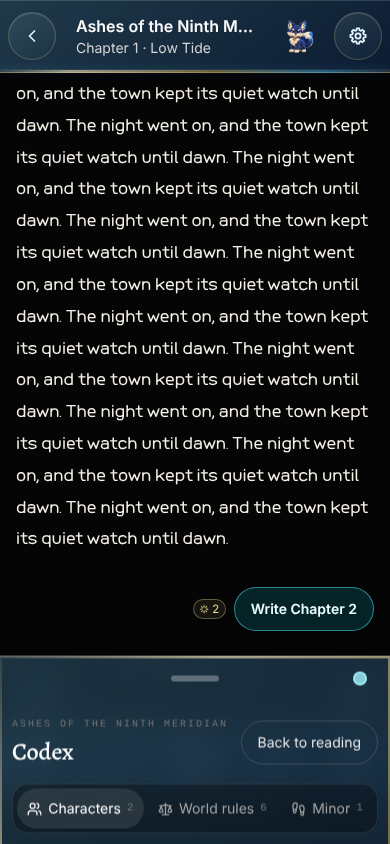 Ashes of the Ninth M...
Chapter 1 · Low Tide
on, and the town kept its quiet watch until
dawn. The night went on, and the town kept
its quiet watch until dawn. The night went
on, and the town kept its quiet watch until
dawn. The night went on, and the town kept
its quiet watch until dawn. The night went
on, and the town kept its quiet watch until
dawn. The night went on, and the town kept
its quiet watch until dawn. The night went
on, and the town kept its quiet watch until
dawn. The night went on, and the town kept
its quiet watch until dawn. The night went
on, and the town kept its quiet watch until
dawn. The night went on, and the town kept
its quiet watch until dawn.
2
Write Chapter 2
ASHES OF THE NINTH MERIDIAN
Codex
Back to reading
Characters 2
World rules 6
Minor 1